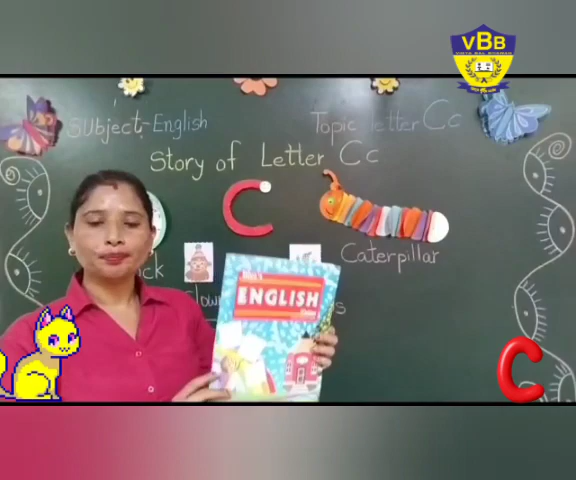 VBB
Subject:-English
Topic letter Cc
Story of Letter Cc
C
Caterpillar
ENGLISH
C